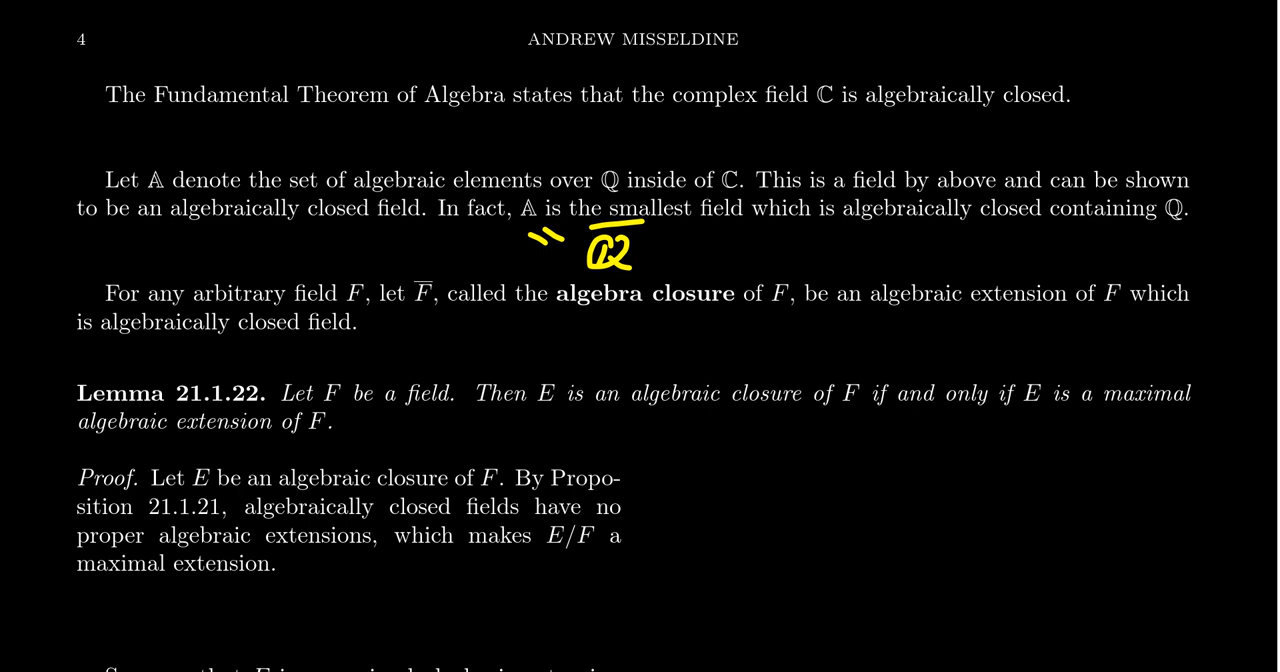 4 ANDREW MISSELDINE
The Fundamental Theorem of Algebra states that the complex field ℂ is algebraically closed.
Let 𝔸 denote the set of algebraic elements over ℚ inside of ℂ. This is a field by above and can be shown
to be an algebraically closed field. In fact, 𝔸 is the smallest field which is algebraically closed containing ℚ.
= ℚ̅
For any arbitrary field F, let F̅, called the algebra closure of F, be an algebraic extension of F which
is algebraically closed field.
Lemma 21.1.22. Let F be a field. Then E is an algebraic closure of F if and only if E is a maximal
algebraic extension of F.
Proof. Let E be an algebraic closure of F. By Propo-
sition 21.1.21, algebraically closed fields have no
proper algebraic extensions, which makes E/F a
maximal extension.